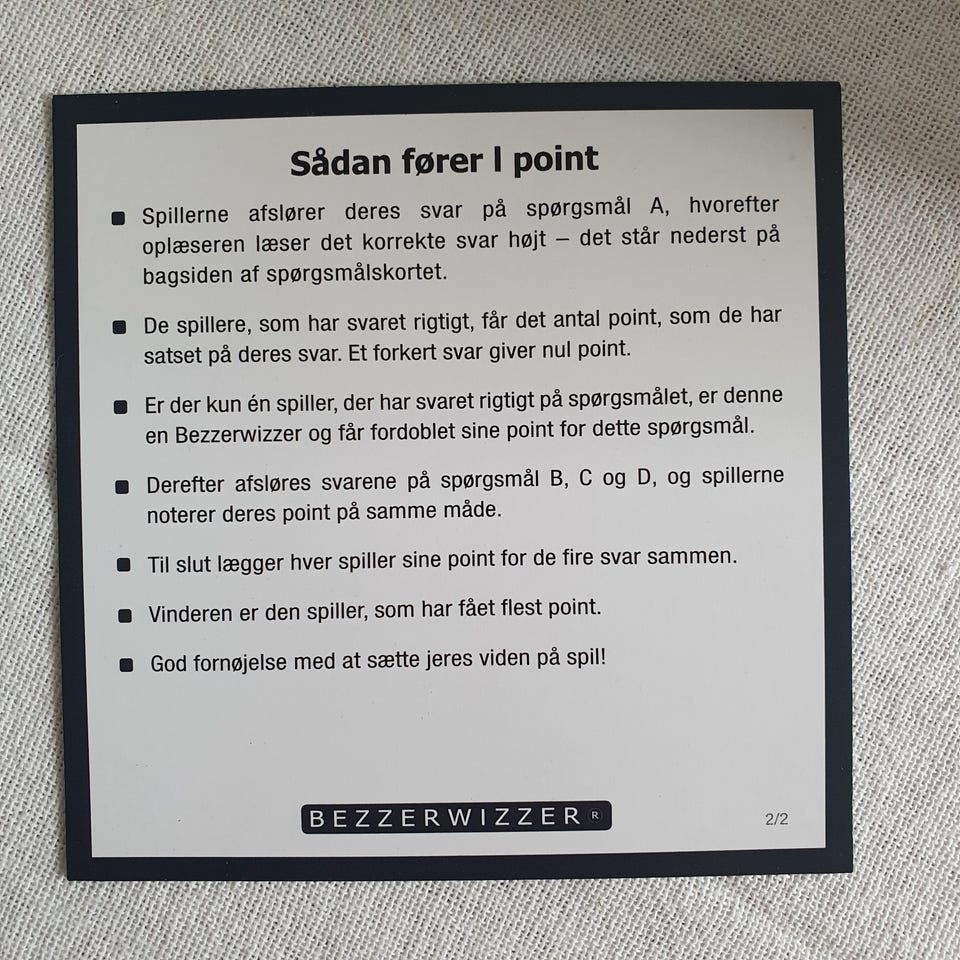 Sådan fører I point
■ Spillerne afslører deres svar på spørgsmål A, hvorefter
oplæseren læser det korrekte svar højt – det står nederst på
bagsiden af spørgsmålskortet.
■ De spillere, som har svaret rigtigt, får det antal point, som de har
satset på deres svar. Et forkert svar giver nul point.
■ Er der kun én spiller, der har svaret rigtigt på spørgsmålet, er denne
en Bezzerwizzer og får fordoblet sine point for dette spørgsmål.
■ Derefter afsløres svarene på spørgsmål B, C og D, og spillerne
noterer deres point på samme måde.
■ Til slut lægger hver spiller sine point for de fire svar sammen.
■ Vinderen er den spiller, som har fået flest point.
■ God fornøjelse med at sætte jeres viden på spil!
BEZZERWIZZER®
2/2